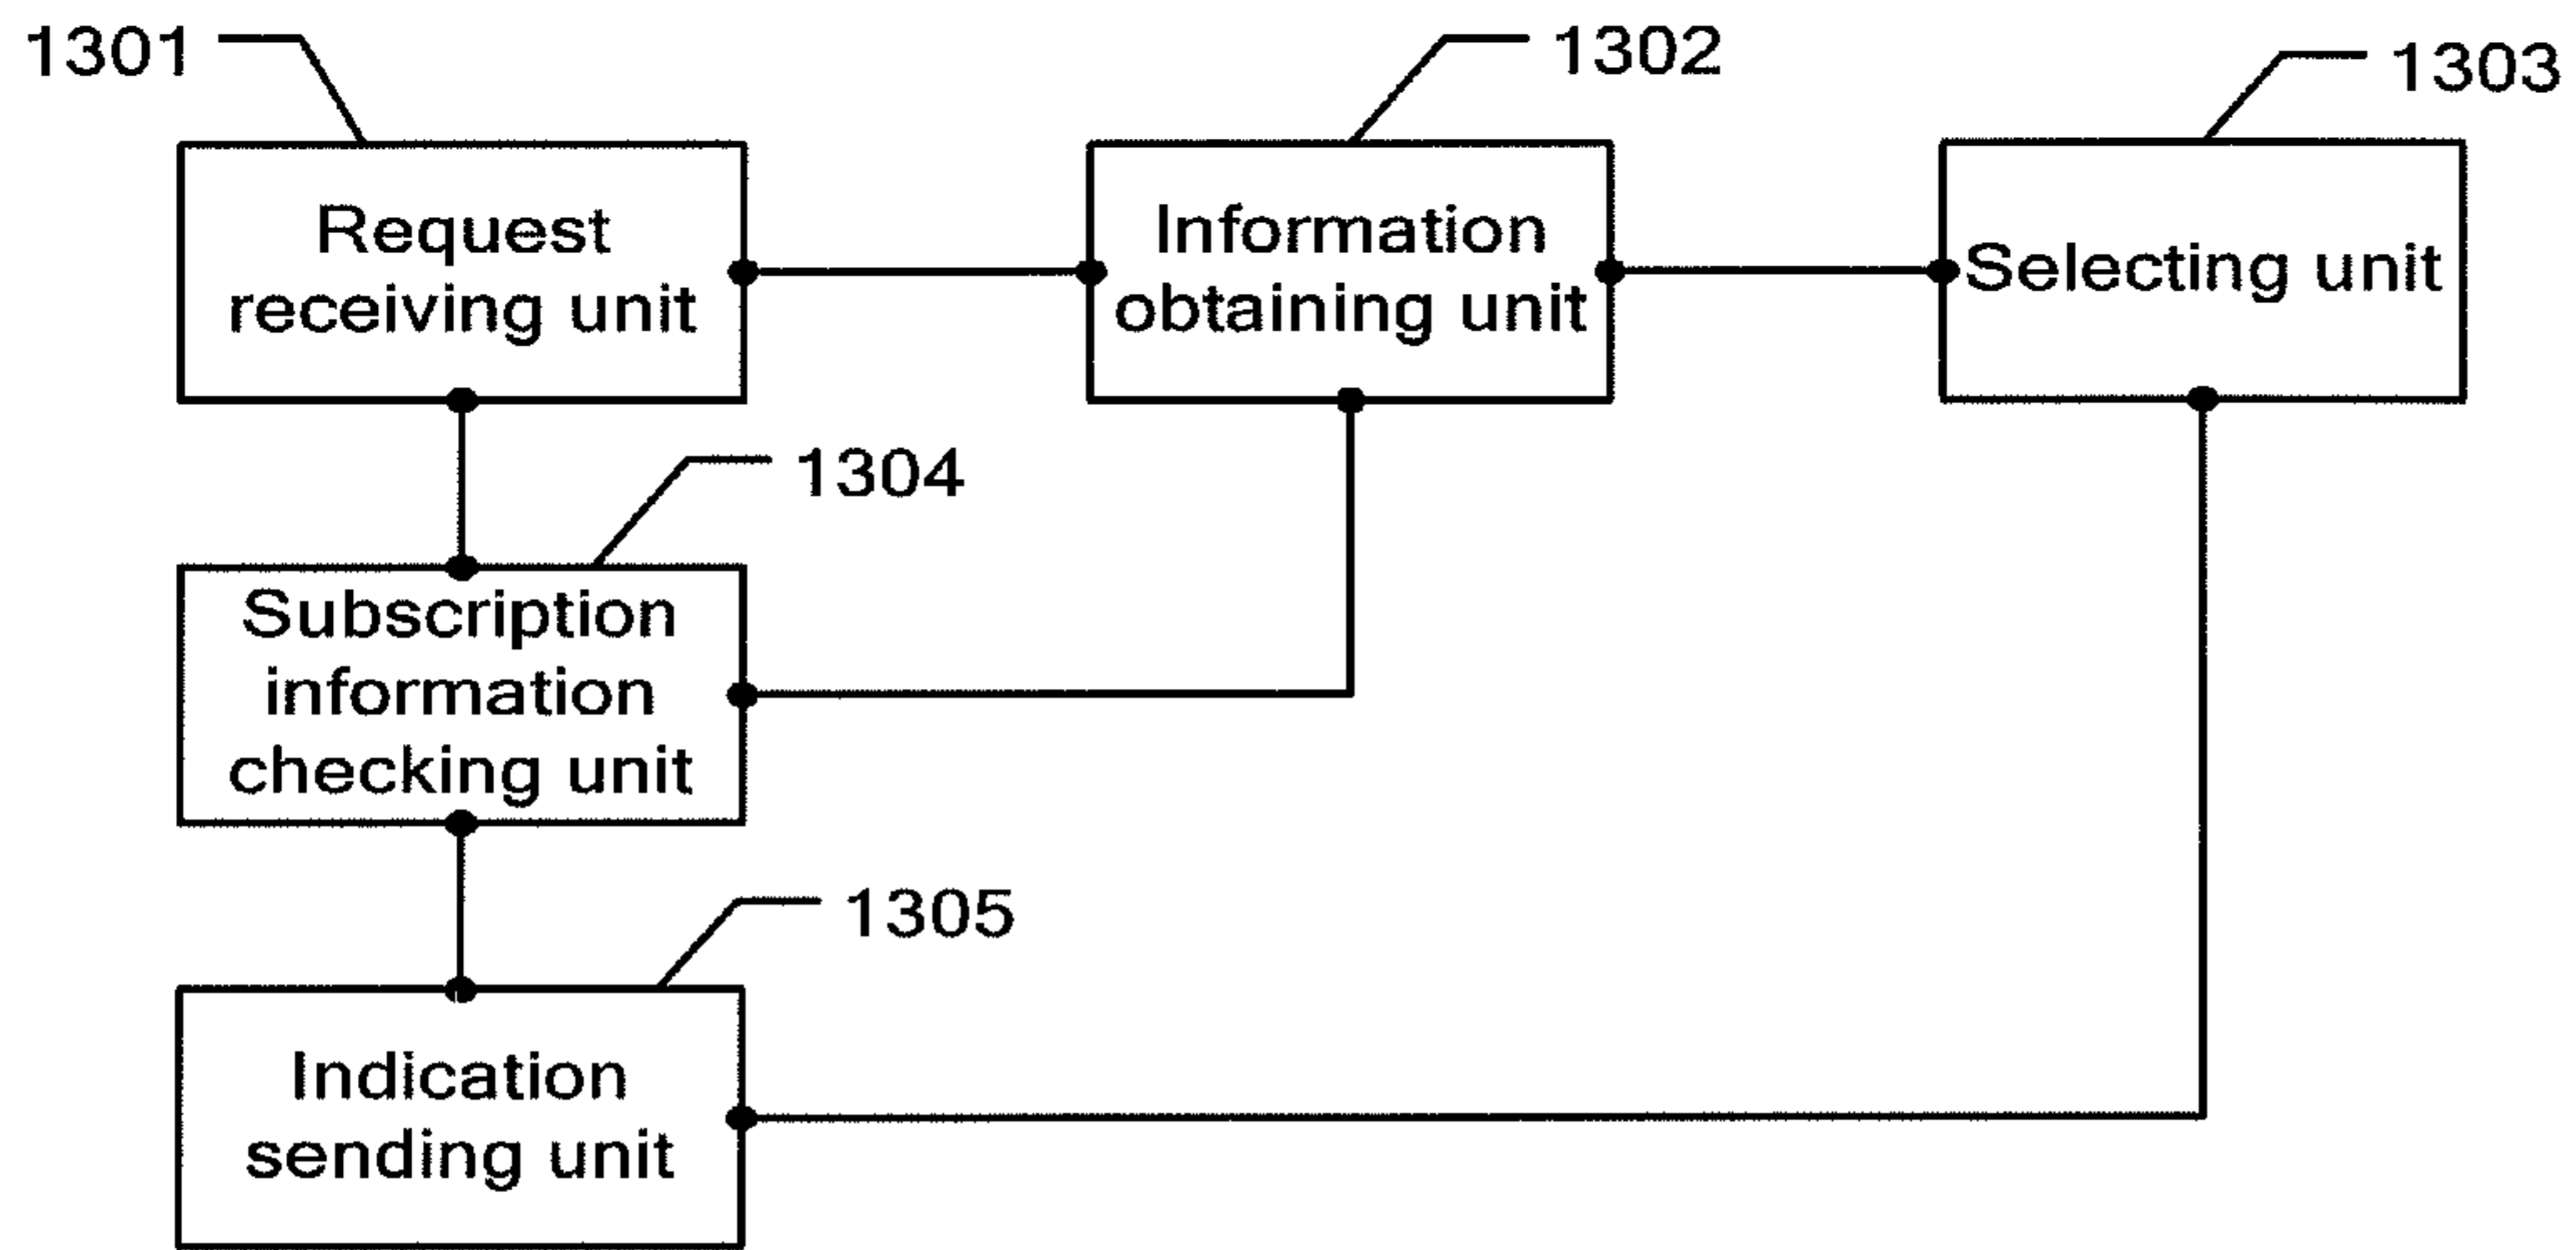 1301
1302
1303
Request
receiving unit
Information
obtaining unit
Selecting unit
1304
Subscription
information
checking unit
1305
Indication
sending unit